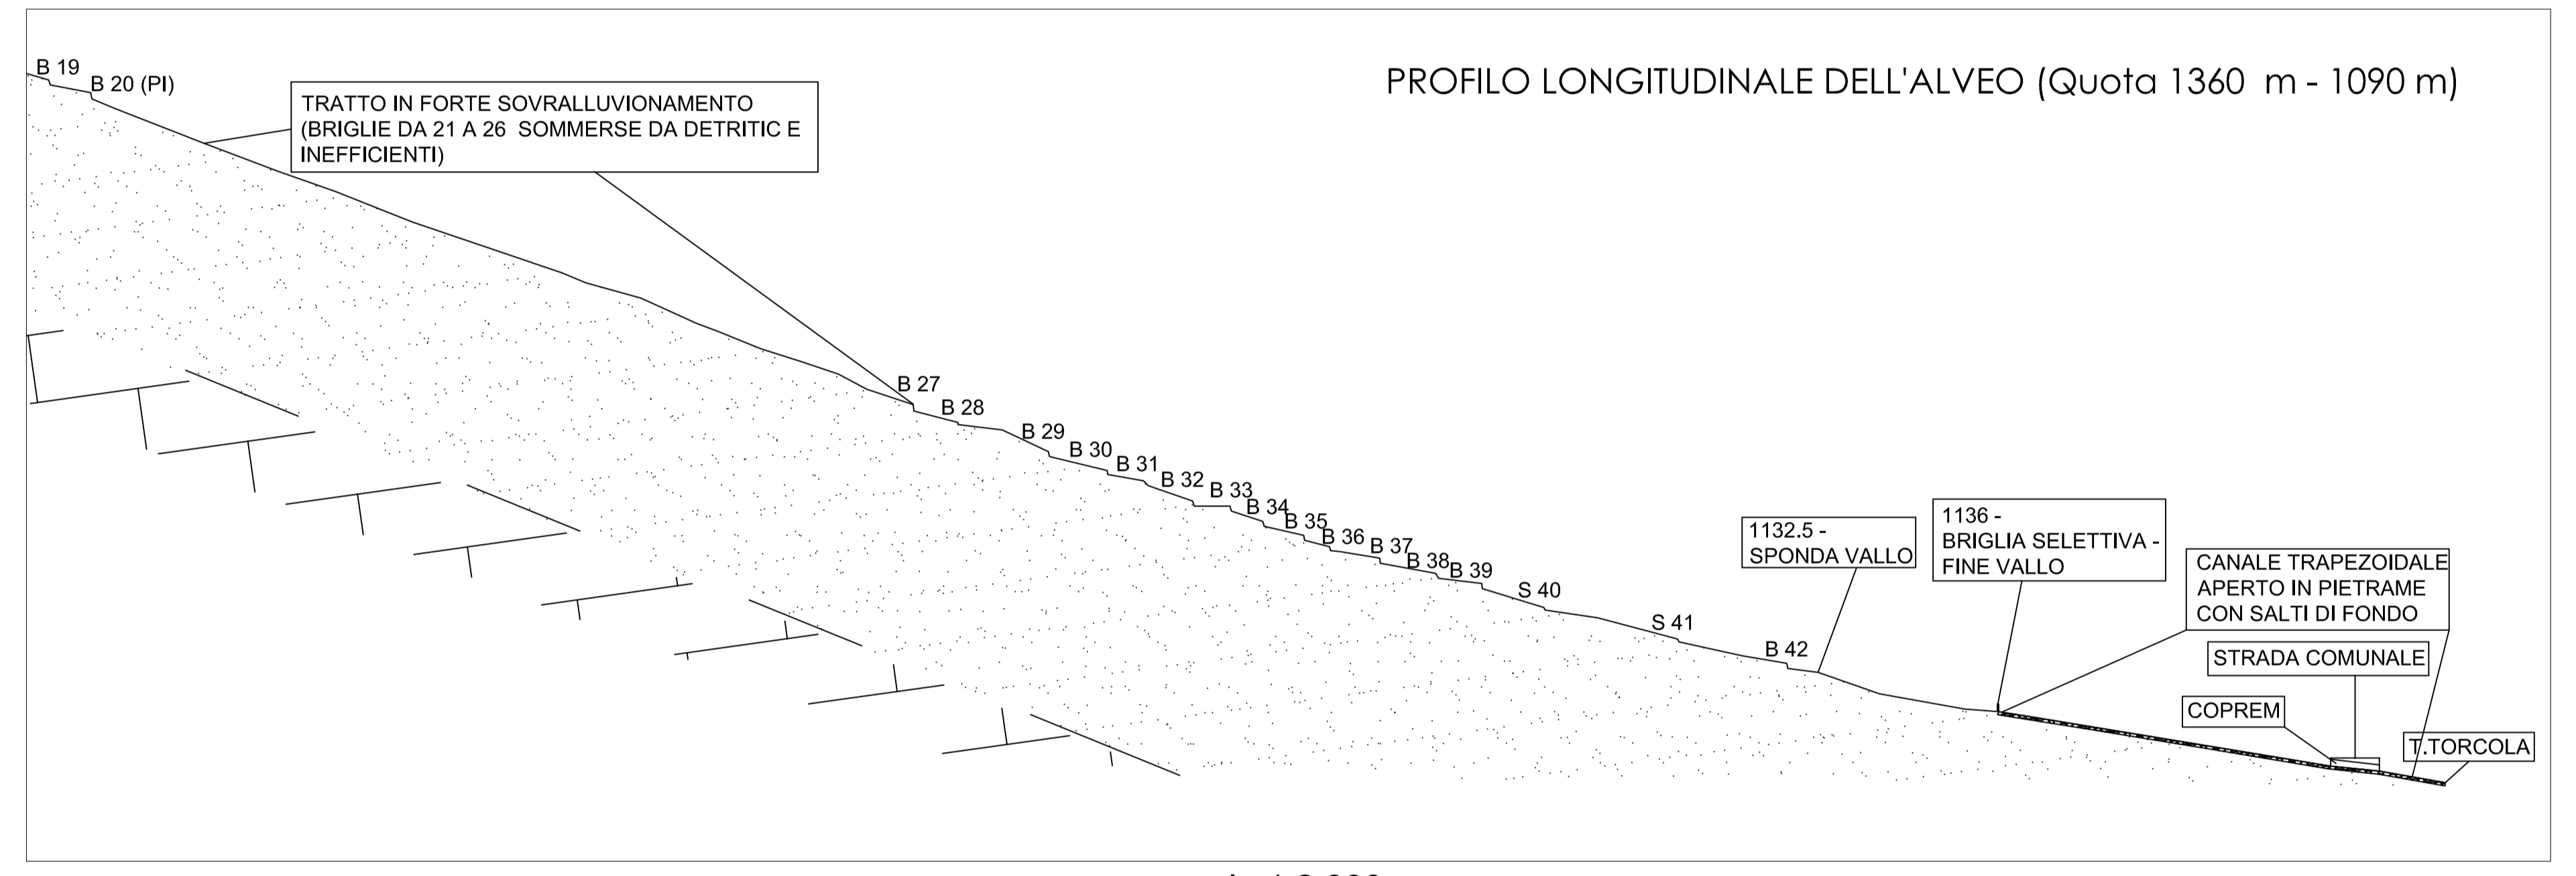 PROFILO LONGITUDINALE DELL'ALVEO (Quota 1360 m - 1090 m)
B 19
B 20 (PI)
TRATTO IN FORTE SOVRALLUVIONAMENTO
(BRIGLIE DA 21 A 26 SOMMERSE DA DETRITIC E
INEFFICIENTI)
B 27
B 28
B 29
B 30
B 31
B 32
B 33
B 34
B 35
B 36
B 37
B 38
B 39
S 40
S 41
B 42
1132.5 -
SPONDA VALLO
1136 -
BRIGLIA SELETTIVA -
FINE VALLO
CANALE TRAPEZOIDALE
APERTO IN PIETRAME
CON SALTI DI FONDO
STRADA COMUNALE
COPREM
T.TORCOLA